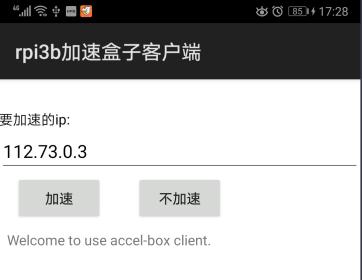 46 85 17:28
rpi3b加速盒子客户端
要加速的ip:
112.73.0.3
加速 不加速
Welcome to use accel-box client.